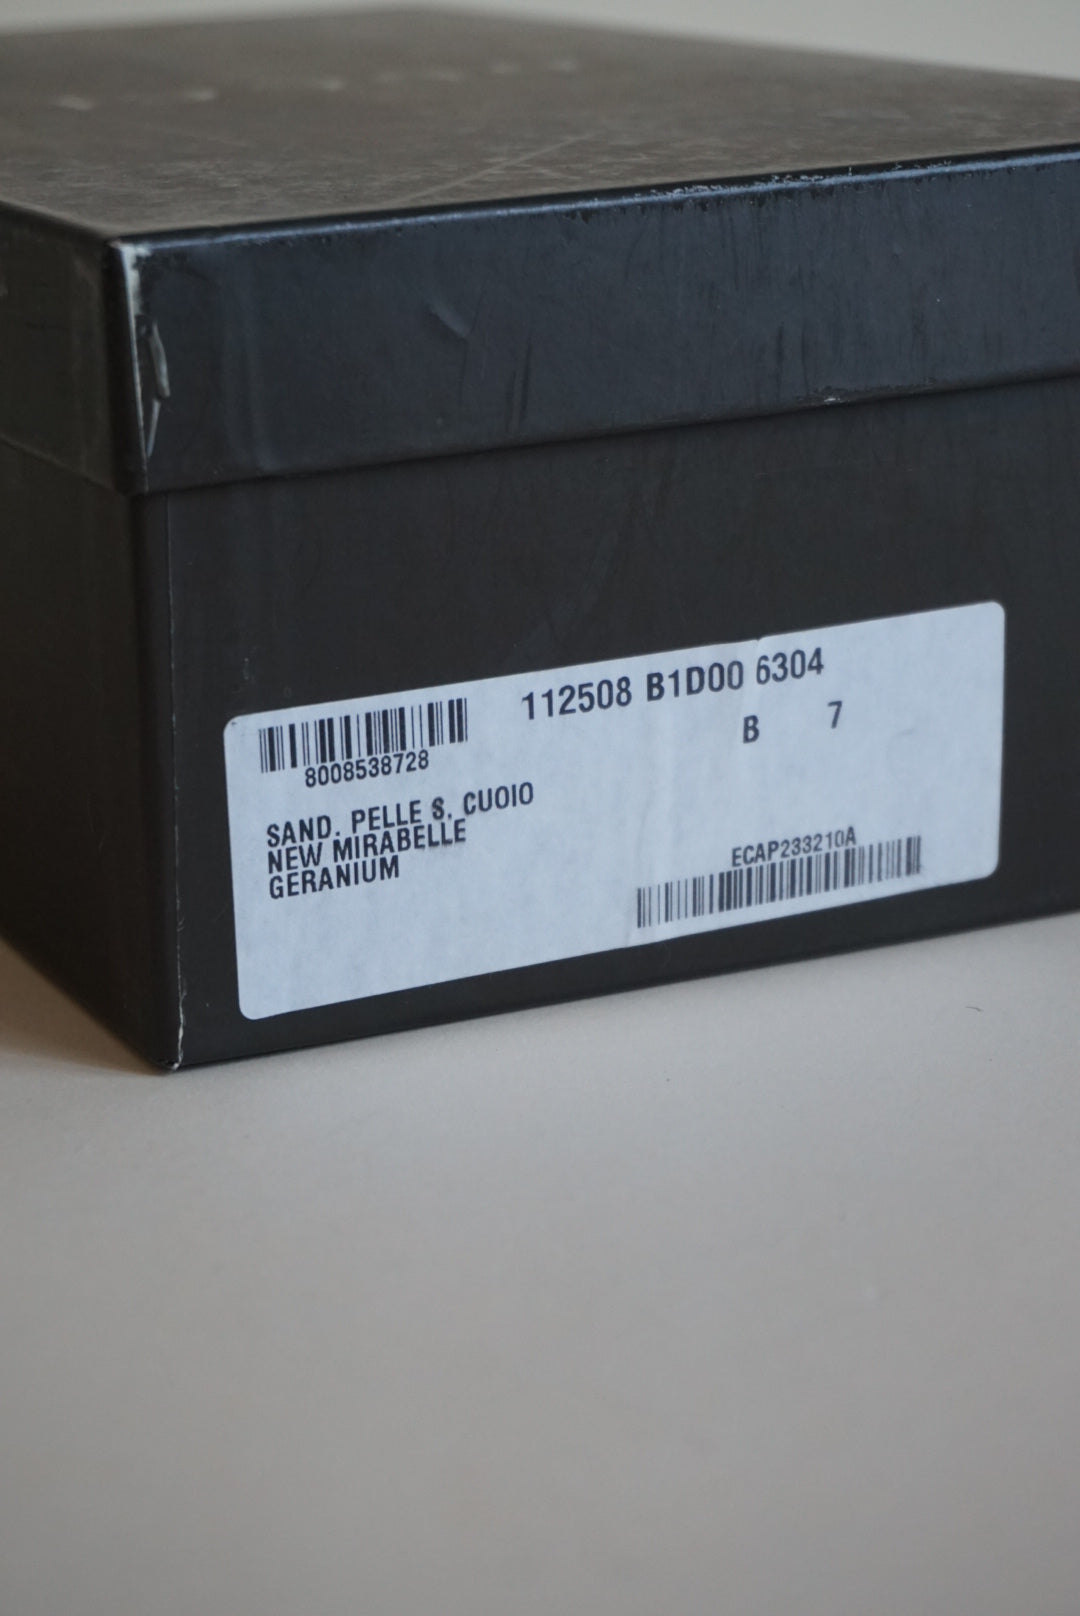 112508 B1D00 6304
B 7
8008538728
SAND. PELLE S. CUOIO
NEW MIRABELLE
GERANIUM
ECAP233210A